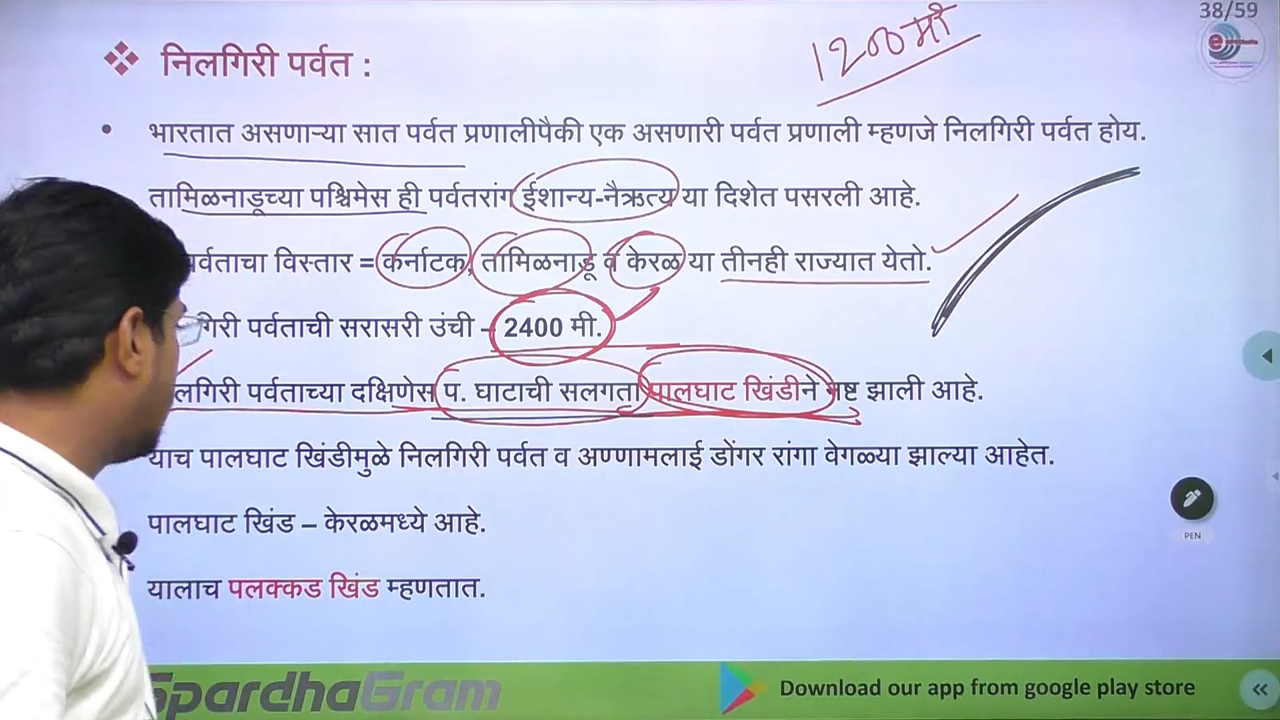 38/59
1200मी
निलगिरी पर्वत :
भारतात असणाऱ्या सात पर्वत प्रणालीपैकी एक असणारी पर्वत प्रणाली म्हणजे निलगिरी पर्वत होय.
तामिळनाडूच्या पश्चिमेस ही पर्वतरांग ईशान्य-नैऋत्य या दिशेत पसरली आहे.
पर्वताचा विस्तार = कर्नाटक, तामिळनाडू व केरळ या तीनही राज्यात येतो.
गिरी पर्वताची सरासरी उंची – 2400 मी.
लगिरी पर्वताच्या दक्षिणेस प. घाटाची सलगता पालघाट खिंडीने नष्ट झाली आहे.
याच पालघाट खिंडीमुळे निलगिरी पर्वत व अण्णामलाई डोंगर रांगा वेगळ्या झाल्या आहेत.
पालघाट खिंड – केरळमध्ये आहे.
यालाच पलक्कड खिंड म्हणतात.
PEN
SpardhaGram
Download our app from google play store